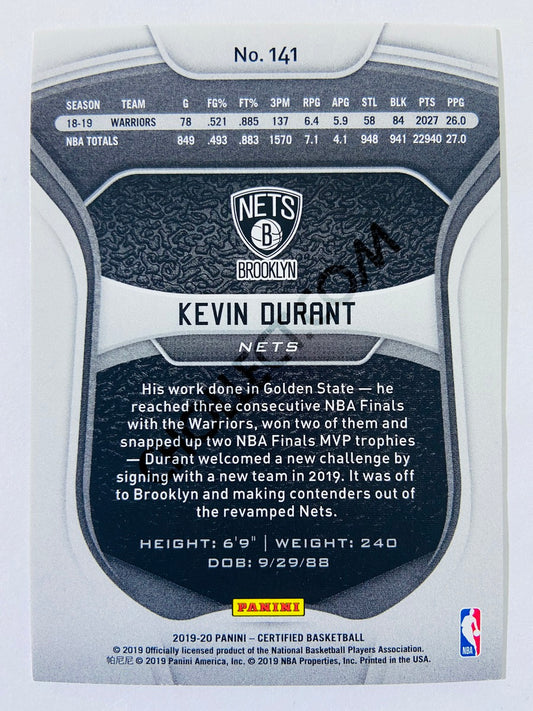 No. 141
SEASON TEAM G FG% FT% 3PM RPG APG STL BLK PTS PPG
18-19 WARRIORS 78 .521 .885 137 6.4 5.9 58 84 2027 26.0
NBA TOTALS 849 .493 .883 1570 7.1 4.1 948 941 22940 27.0
NETS
B
BROOKLYN
KEVIN DURANT
NETS
His work done in Golden State — he
reached three consecutive NBA Finals
with the Warriors, won two of them and
snapped up two NBA Finals MVP trophies
— Durant welcomed a new challenge by
signing with a new team in 2019. It was off
to Brooklyn and making contenders out of
the revamped Nets.
HEIGHT: 6'9" | WEIGHT: 240
DOB: 9/29/88
PANINI
2019-20 PANINI – CERTIFIED BASKETBALL
© 2019 Officially licensed product of the National Basketball Players Association.
帕尼尼 © 2019 Panini America, Inc. © 2019 NBA Properties, Inc. Printed in the USA.
NBA